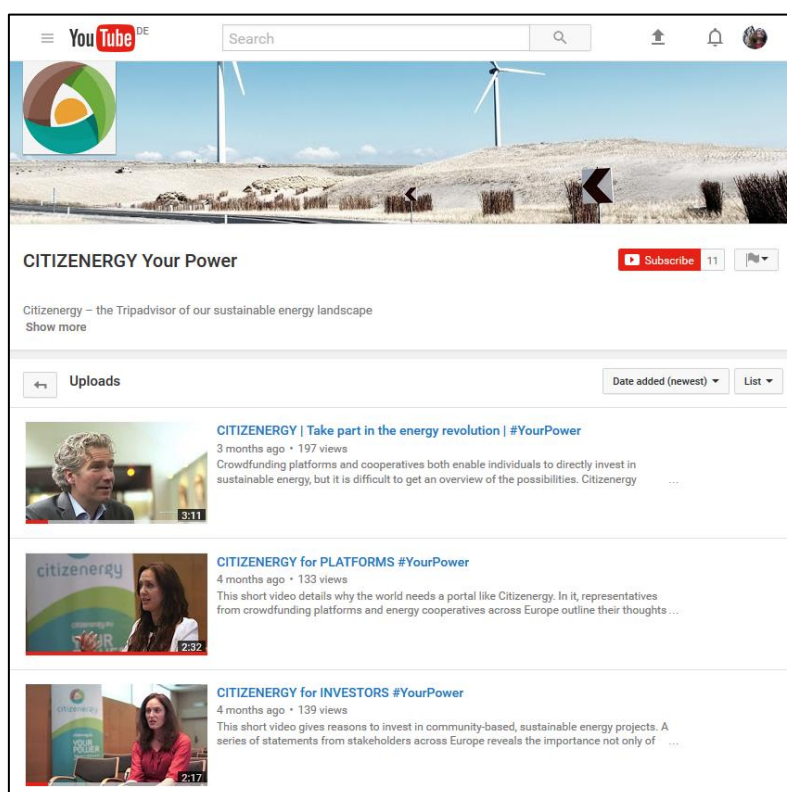 YouTube DE
Search
CITIZENERGY Your Power
Subscribe 11
Citizenergy – the Tripadvisor of our sustainable energy landscape
Show more
Uploads
Date added (newest)
List
CITIZENERGY | Take part in the energy revolution | #YourPower
3 months ago • 197 views
Crowdfunding platforms and cooperatives both enable individuals to directly invest in
sustainable energy, but it is difficult to get an overview of the possibilities. Citizenergy ...
3:11
citizenergy
YOUR
2:32
CITIZENERGY for PLATFORMS #YourPower
4 months ago • 133 views
This short video details why the world needs a portal like Citizenergy. In it, representatives
from crowdfunding platforms and energy cooperatives across Europe outline their thoughts ...
citizenergy
YOUR
POWER
2:17
CITIZENERGY for INVESTORS #YourPower
4 months ago • 139 views
This short video gives reasons to invest in community-based, sustainable energy projects. A
series of statements from stakeholders across Europe reveals the importance not only of ...